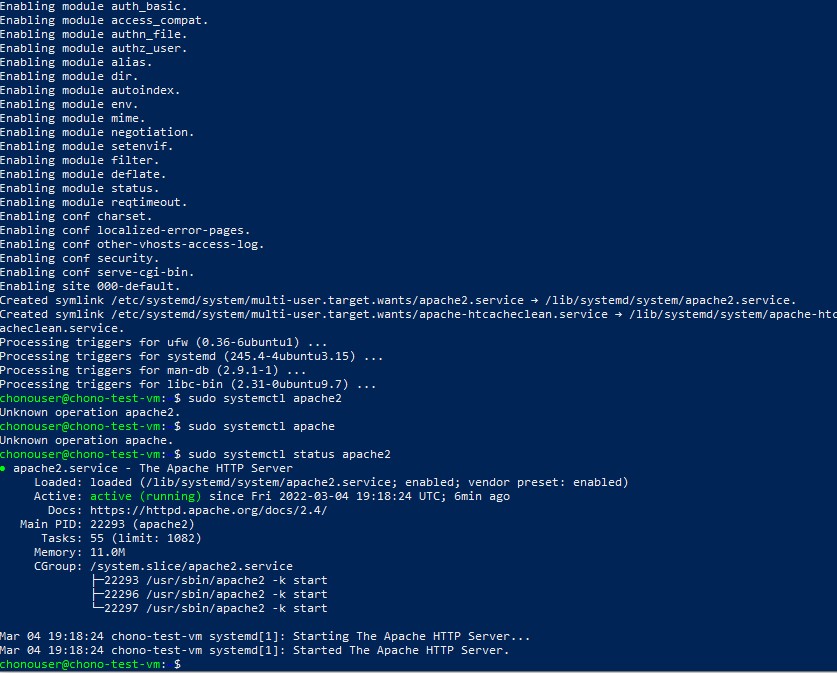 Enabling module auth_basic.
Enabling module access_compat.
Enabling module authn_file.
Enabling module authz_user.
Enabling module alias.
Enabling module dir.
Enabling module autoindex.
Enabling module env.
Enabling module mime.
Enabling module negotiation.
Enabling module setenvif.
Enabling module filter.
Enabling module deflate.
Enabling module status.
Enabling module reqtimeout.
Enabling conf charset.
Enabling conf localized-error-pages.
Enabling conf other-vhosts-access-log.
Enabling conf security.
Enabling conf serve-cgi-bin.
Enabling site 000-default.
Created symlink /etc/systemd/system/multi-user.target.wants/apache2.service → /lib/systemd/system/apache2.service.
Created symlink /etc/systemd/system/multi-user.target.wants/apache-htcacheclean.service → /lib/systemd/system/apache-htc
acheclean.service.
Processing triggers for ufw (0.36-6ubuntu1) ...
Processing triggers for systemd (245.4-4ubuntu3.15) ...
Processing triggers for man-db (2.9.1-1) ...
Processing triggers for libc-bin (2.31-0ubuntu9.7) ...
chonouser@chono-test-vm: $ sudo systemctl apache2
Unknown operation apache2.
chonouser@chono-test-vm: $ sudo systemctl apache
Unknown operation apache.
chonouser@chono-test-vm: $ sudo systemctl status apache2
● apache2.service - The Apache HTTP Server
Loaded: loaded (/lib/systemd/system/apache2.service; enabled; vendor preset: enabled)
Active: active (running) since Fri 2022-03-04 19:18:24 UTC; 6min ago
Docs: https://httpd.apache.org/docs/2.4/
Main PID: 22293 (apache2)
Tasks: 55 (limit: 1082)
Memory: 11.0M
CGroup: /system.slice/apache2.service
├─22293 /usr/sbin/apache2 -k start
├─22296 /usr/sbin/apache2 -k start
└─22297 /usr/sbin/apache2 -k start
Mar 04 19:18:24 chono-test-vm systemd[1]: Starting The Apache HTTP Server...
Mar 04 19:18:24 chono-test-vm systemd[1]: Started The Apache HTTP Server.
chonouser@chono-test-vm: $